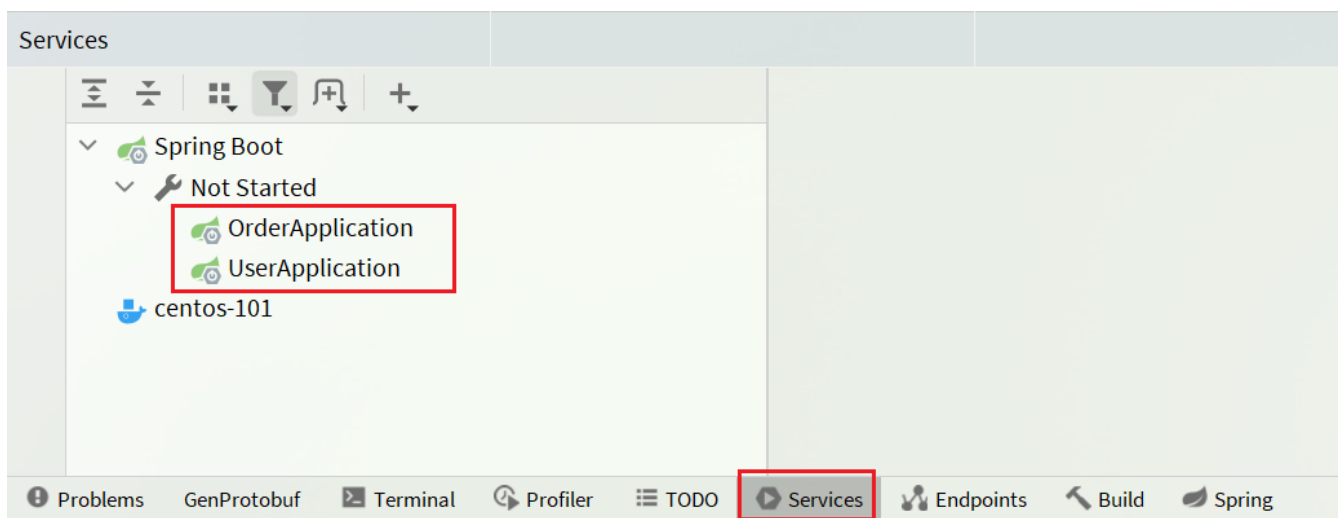 Services
Spring Boot
Not Started
OrderApplication
UserApplication
centos-101
Problems GenProtobuf Terminal Profiler TODO Services Endpoints Build Spring